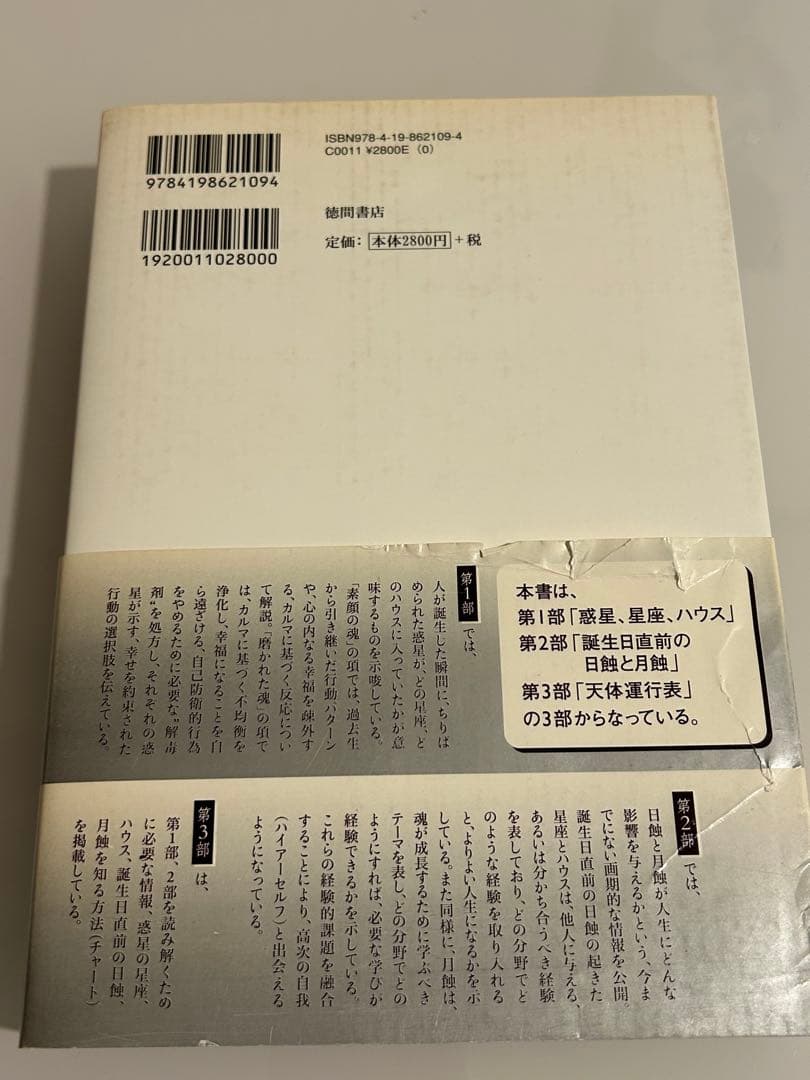 ISBN978-4-19-862109-4
C0011 ¥2800E (0)
9784198621094
1920011028000
徳間書店
定価: 本体2800円 +税
本書は、
第1部「惑星、星座、ハウス」
第2部「誕生日直前の
日蝕と月蝕」
第3部「天体運行表」
の3部からなっている。
第1部 では、
人が誕生した瞬間に、ちりば
められた惑星が、どの星座、ど
のハウスに入っていたかが意
味するものを示唆している。
「素顔の魂」の項では、過去生
から引き継いだ行動パターン
や、心の内なる幸福を疎外す
る、カルマに基づく反応につい
て解説。「磨かれた魂」の項で
は、カルマに基づく不均衡を
浄化し、幸福になることを自
ら遠ざける、自己防衛的行為
をやめるために必要な“解毒
剤”を処方し、それぞれの惑
星が示す、幸せを約束された
行動の選択肢を伝えている。
第2部 では、
日蝕と月蝕が人生にどんな
影響を与えるかという、今ま
でにない画期的な情報を公開。
誕生日直前の日蝕の起きた
星座とハウスは、他人に与える、
あるいは分かち合うべき経験
を表しており、どの分野でど
のような経験を取り入れる
と、よりよい人生になるかを示
している。また同様に、月蝕は、
魂が成長するために学ぶべき
テーマを表し、どの分野でどの
ようにすれば、必要な学びが
経験できるかを示している。
これらの経験的課題を融合
することにより、高次の自我
(ハイアーセルフ)と出会える
ようになっている。
第3部 は、
第1部、2部を読み解くため
に必要な情報、惑星の星座、
ハウス、誕生日直前の日蝕、
月蝕を知る方法(チャート)
を掲載している。